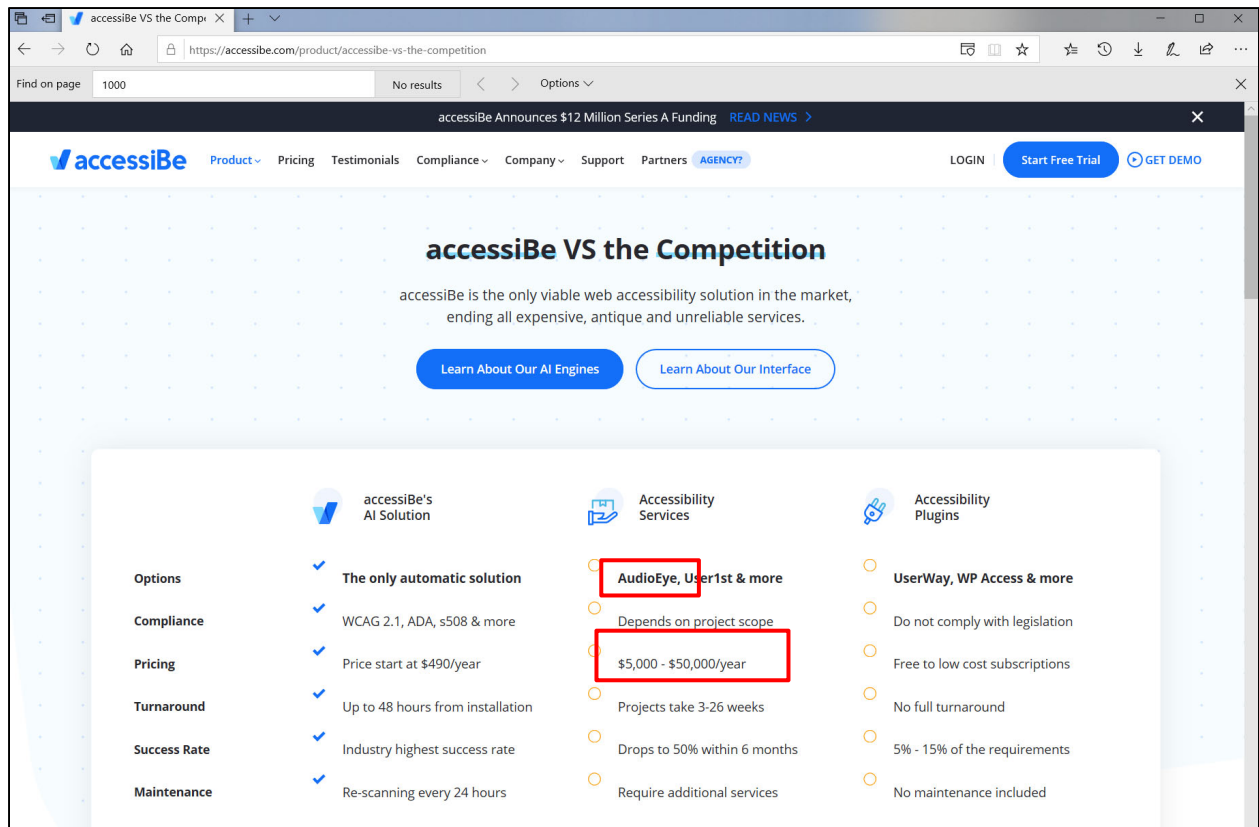 accessiBe VS the Compe
https://accessibe.com/product/accessibe-vs-the-competition
Find on page 1000 No results Options
accessiBe Announces $12 Million Series A Funding READ NEWS >
accessiBe Product Pricing Testimonials Compliance Company Support Partners AGENCY? LOGIN Start Free Trial GET DEMO
accessiBe VS the Competition
accessiBe is the only viable web accessibility solution in the market,
ending all expensive, antique and unreliable services.
Learn About Our AI Engines Learn About Our Interface
accessiBe's Accessibility Accessibility
AI Solution Services Plugins
Options The only automatic solution AudioEye, User1st & more UserWay, WP Access & more
Compliance WCAG 2.1, ADA, s508 & more Depends on project scope Do not comply with legislation
Pricing Price start at $490/year $5,000 - $50,000/year Free to low cost subscriptions
Turnaround Up to 48 hours from installation Projects take 3-26 weeks No full turnaround
Success Rate Industry highest success rate Drops to 50% within 6 months 5% - 15% of the requirements
Maintenance Re-scanning every 24 hours Require additional services No maintenance included